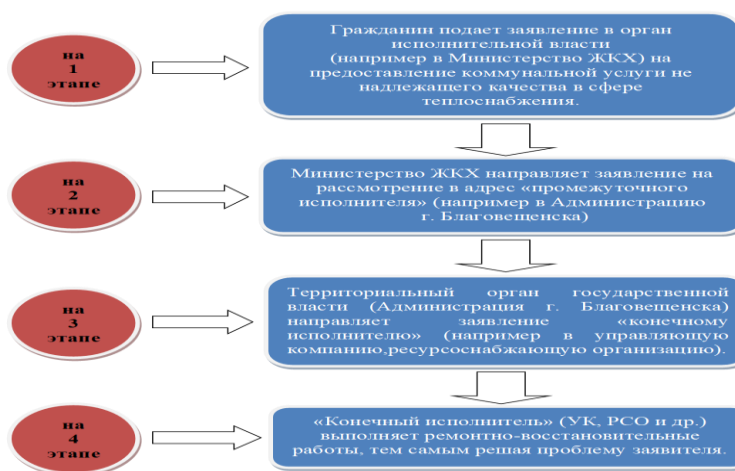 на
1
этапе
Гражданин подает заявление в орган
исполнительной власти
(например в Министерство ЖКХ) на
предоставление коммунальной услуги не
надлежащего качества в сфере
теплоснабжения.
на
2
этапе
Министерство ЖКХ направляет заявление на
рассмотрение в адрес «промежуточного
исполнителя» (например в Администрацию
г. Благовещенска)
на
3
этапе
Территориальный орган государственной
власти (Администрация г. Благовещенска)
направляет заявление «конечному
исполнителю» (например в управляющую
компанию,ресурсоснабжающую организацию).
на
4
этапе
«Конечный исполнитель» (УК, РСО и др.)
выполняет ремонтно-восстановительные
работы, тем самым решая проблему заявителя.